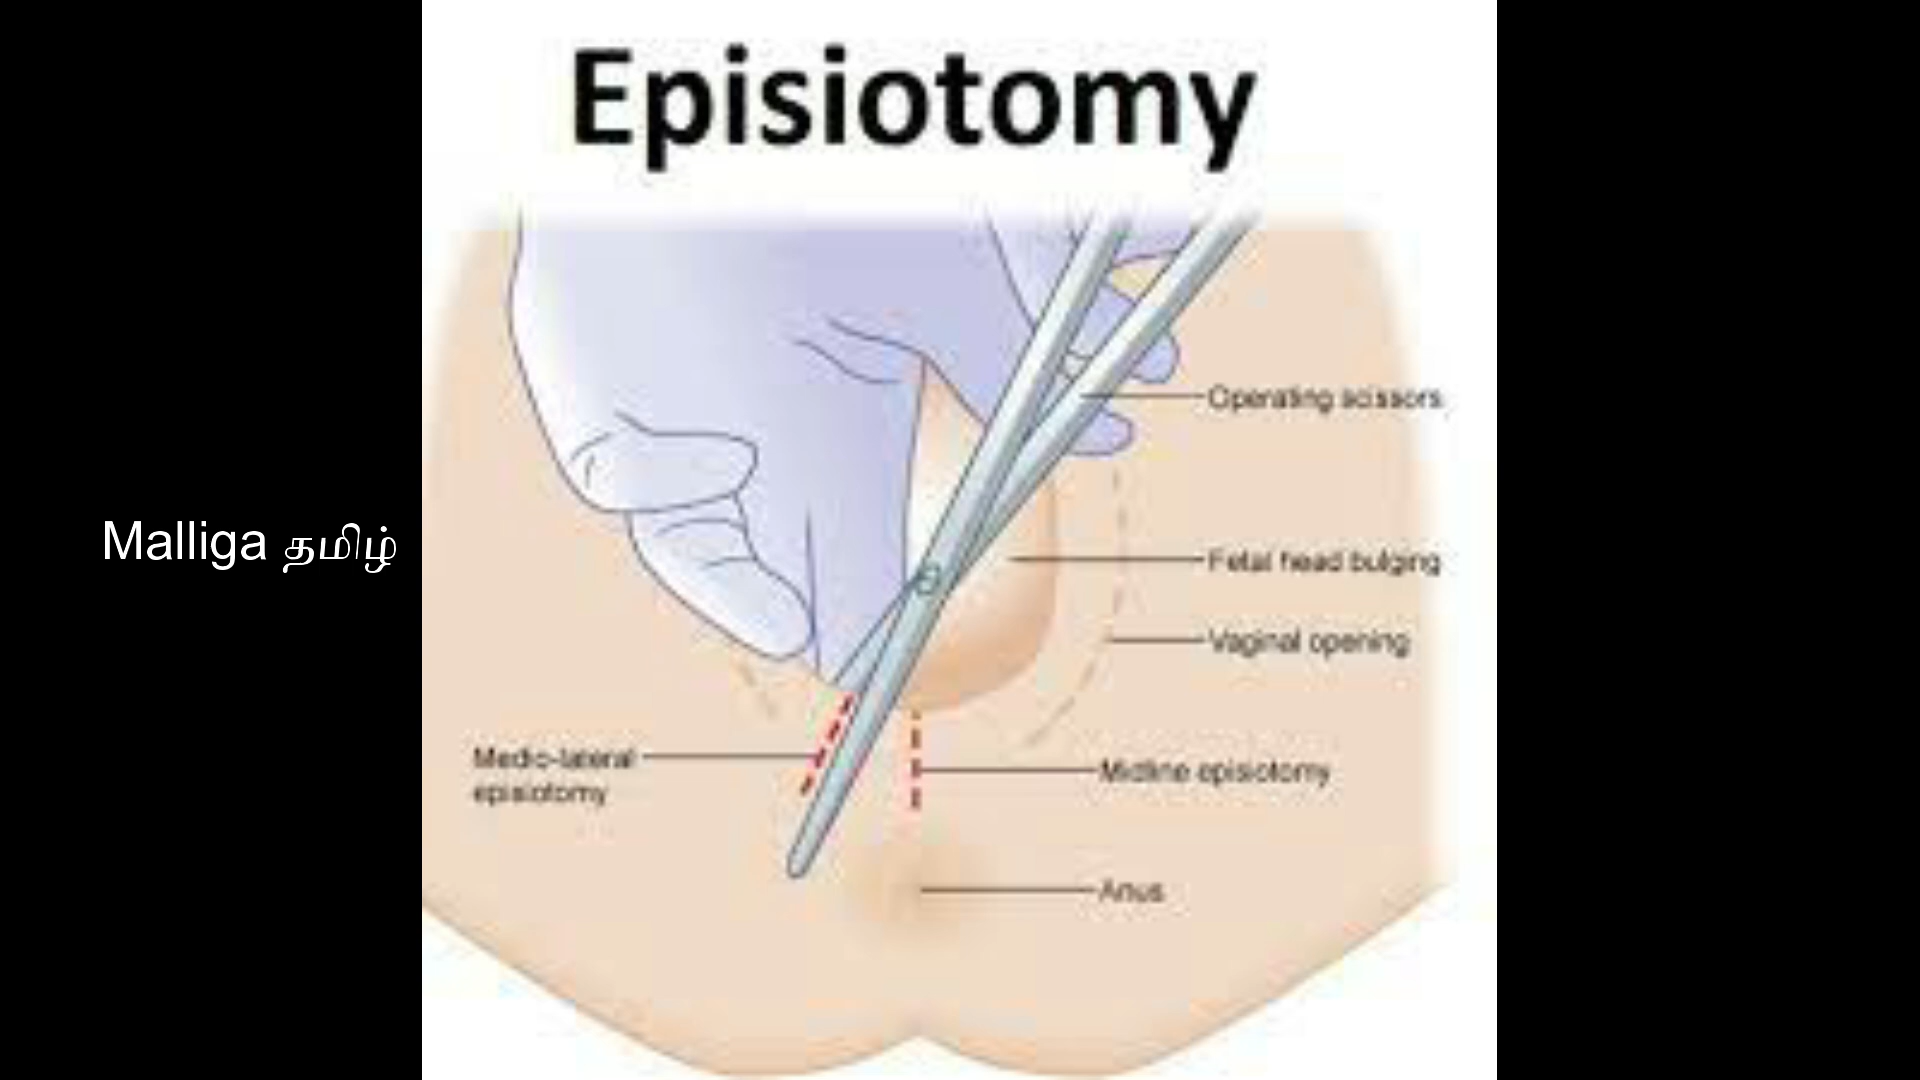 Episiotomy
Operating scissors
Malliga தமிழ்
Fetal head bulging
Vaginal opening
Medio-lateral
episiotomy
Midline episiotomy
Anus